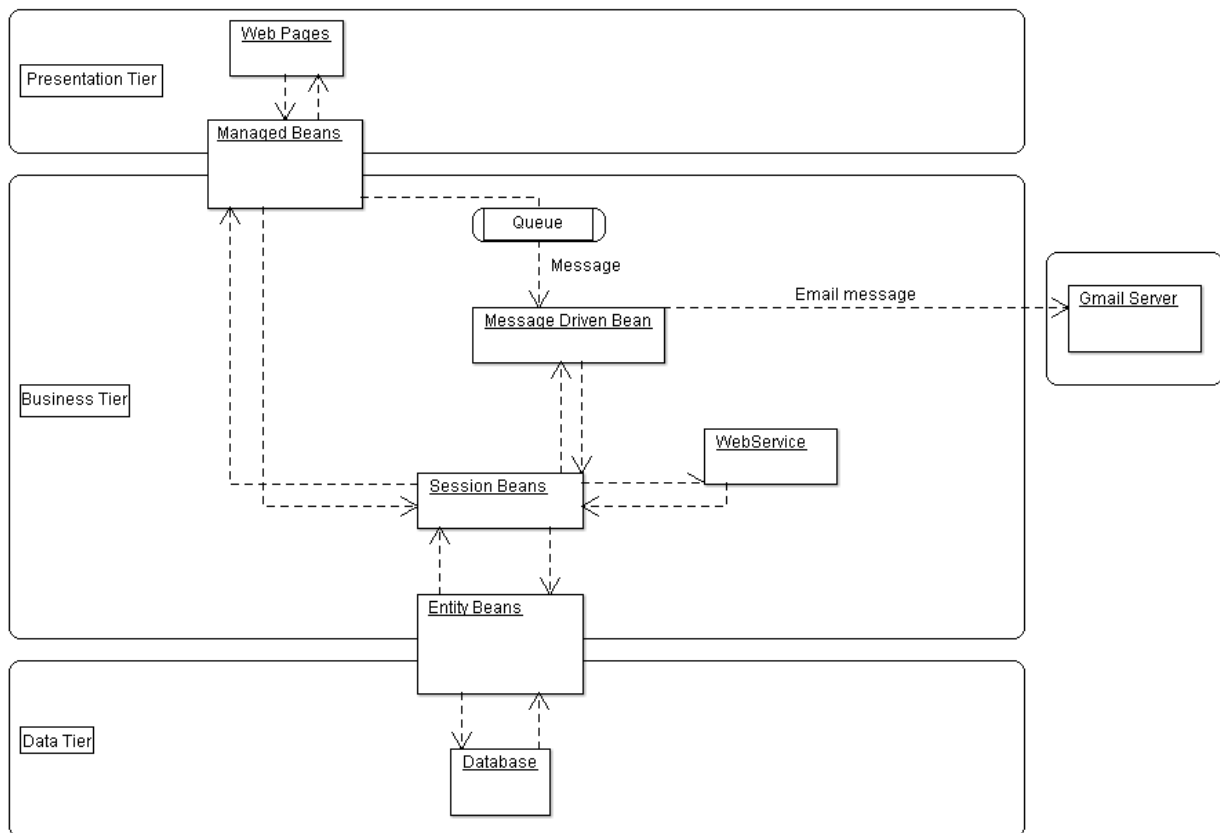 Web Pages
Presentation Tier
Managed Beans
Queue
Message
Email message
Gmail Server
Message Driven Bean
Business Tier
WebService
Session Beans
Entity Beans
Data Tier
Database